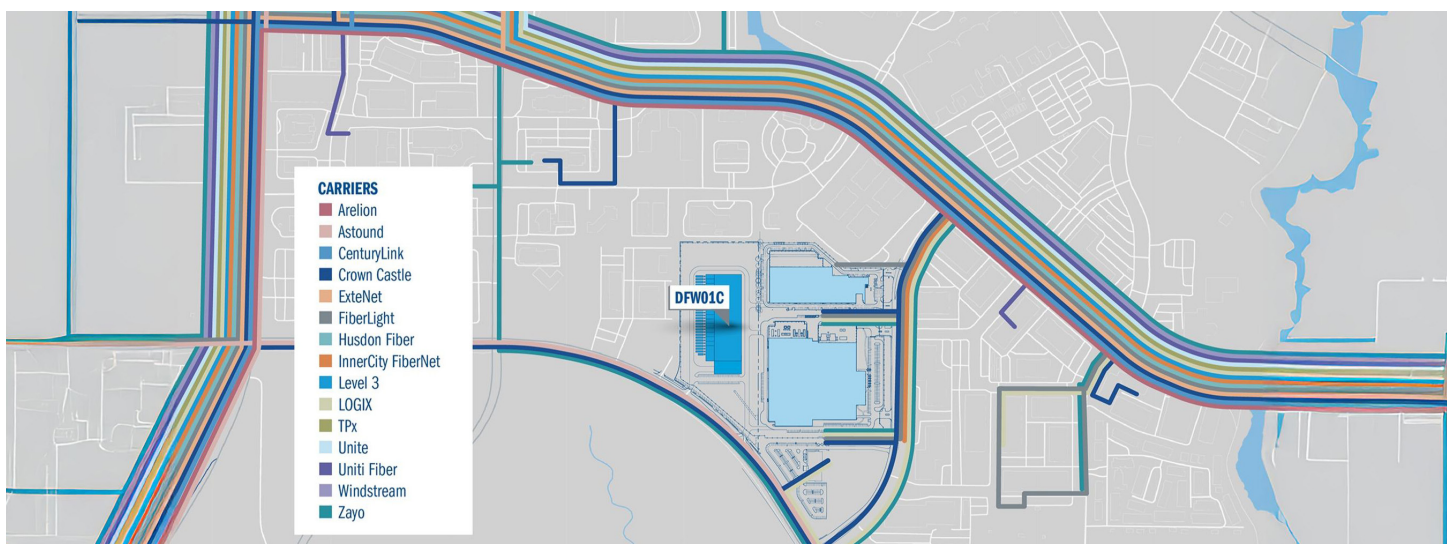 CARRIERS
Arelion
Astound
CenturyLink
Crown Castle
ExteNet
FiberLight
Husdon Fiber
InnerCity FiberNet
Level 3
LOGIX
TPx
Unite
Uniti Fiber
Windstream
Zayo
DFW01C